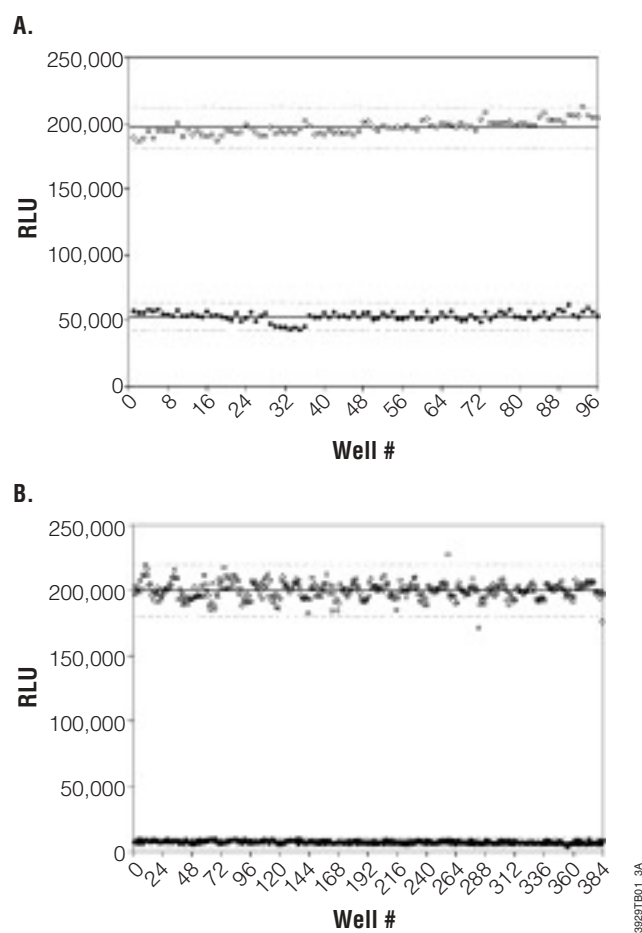 A.
250,000
200,000
150,000
100,000
50,000
0
RLU
0 8 16 24 32 40 48 56 64 72 80 88 96
Well #
B.
250,000
200,000
150,000
100,000
50,000
0
RLU
0 24 48 72 96 120 144 168 192 216 240 264 288 312 336 360 384
Well #
3929TB01_3A